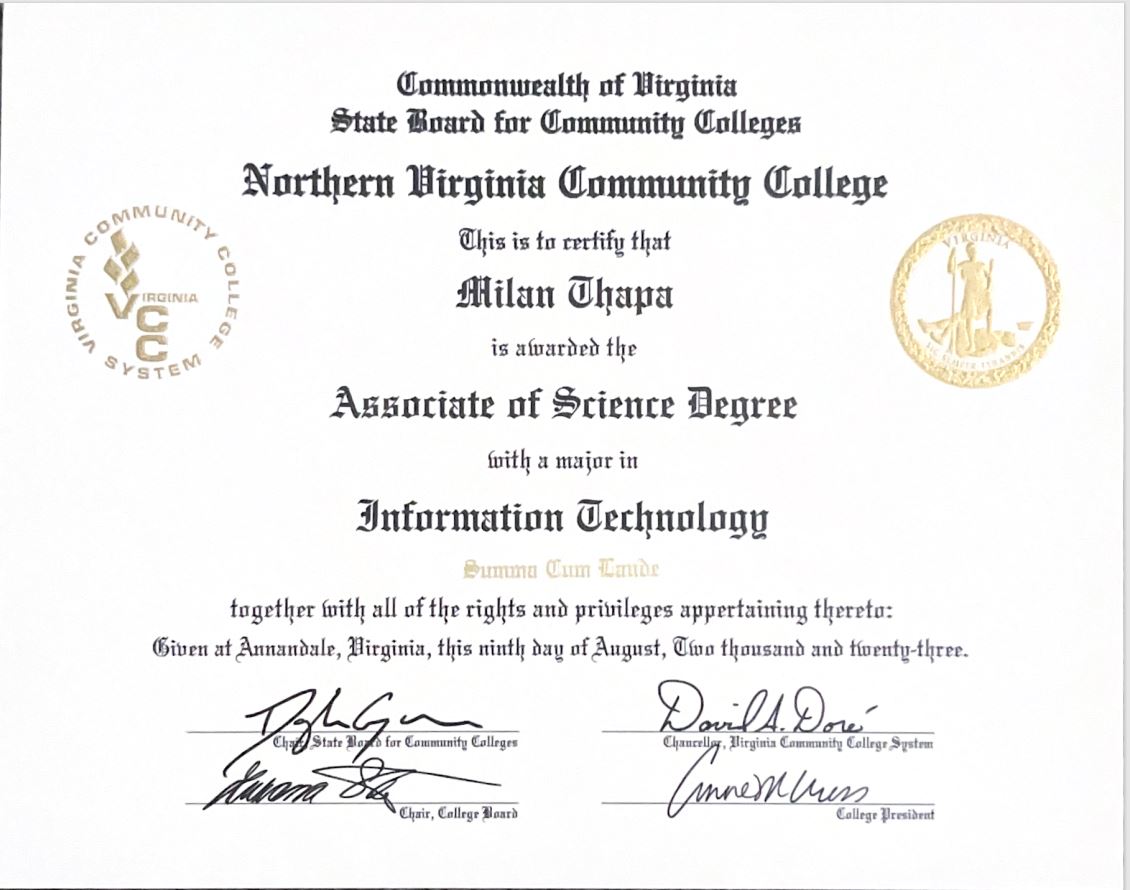 Commonwealth of Virginia
State Board for Community Colleges
Northern Virginia Community College
This is to certify that
Milan Thapa
is awarded the
Associate of Science Degree
with a major in
Information Technology
Summa Cum Laude
together with all of the rights and privileges appertaining thereto:
Given at Annandale, Virginia, this ninth day of August, Two thousand and twenty-three.
VIRGINIA COMMUNITY COLLEGE SYSTEM
VIRGINIA
C
C
VIRGINIA
SIC SEMPER TYRANNIS
David A. Doré
Chair, State Board for Community Colleges
Chancellor, Virginia Community College System
Chair, College Board
College President